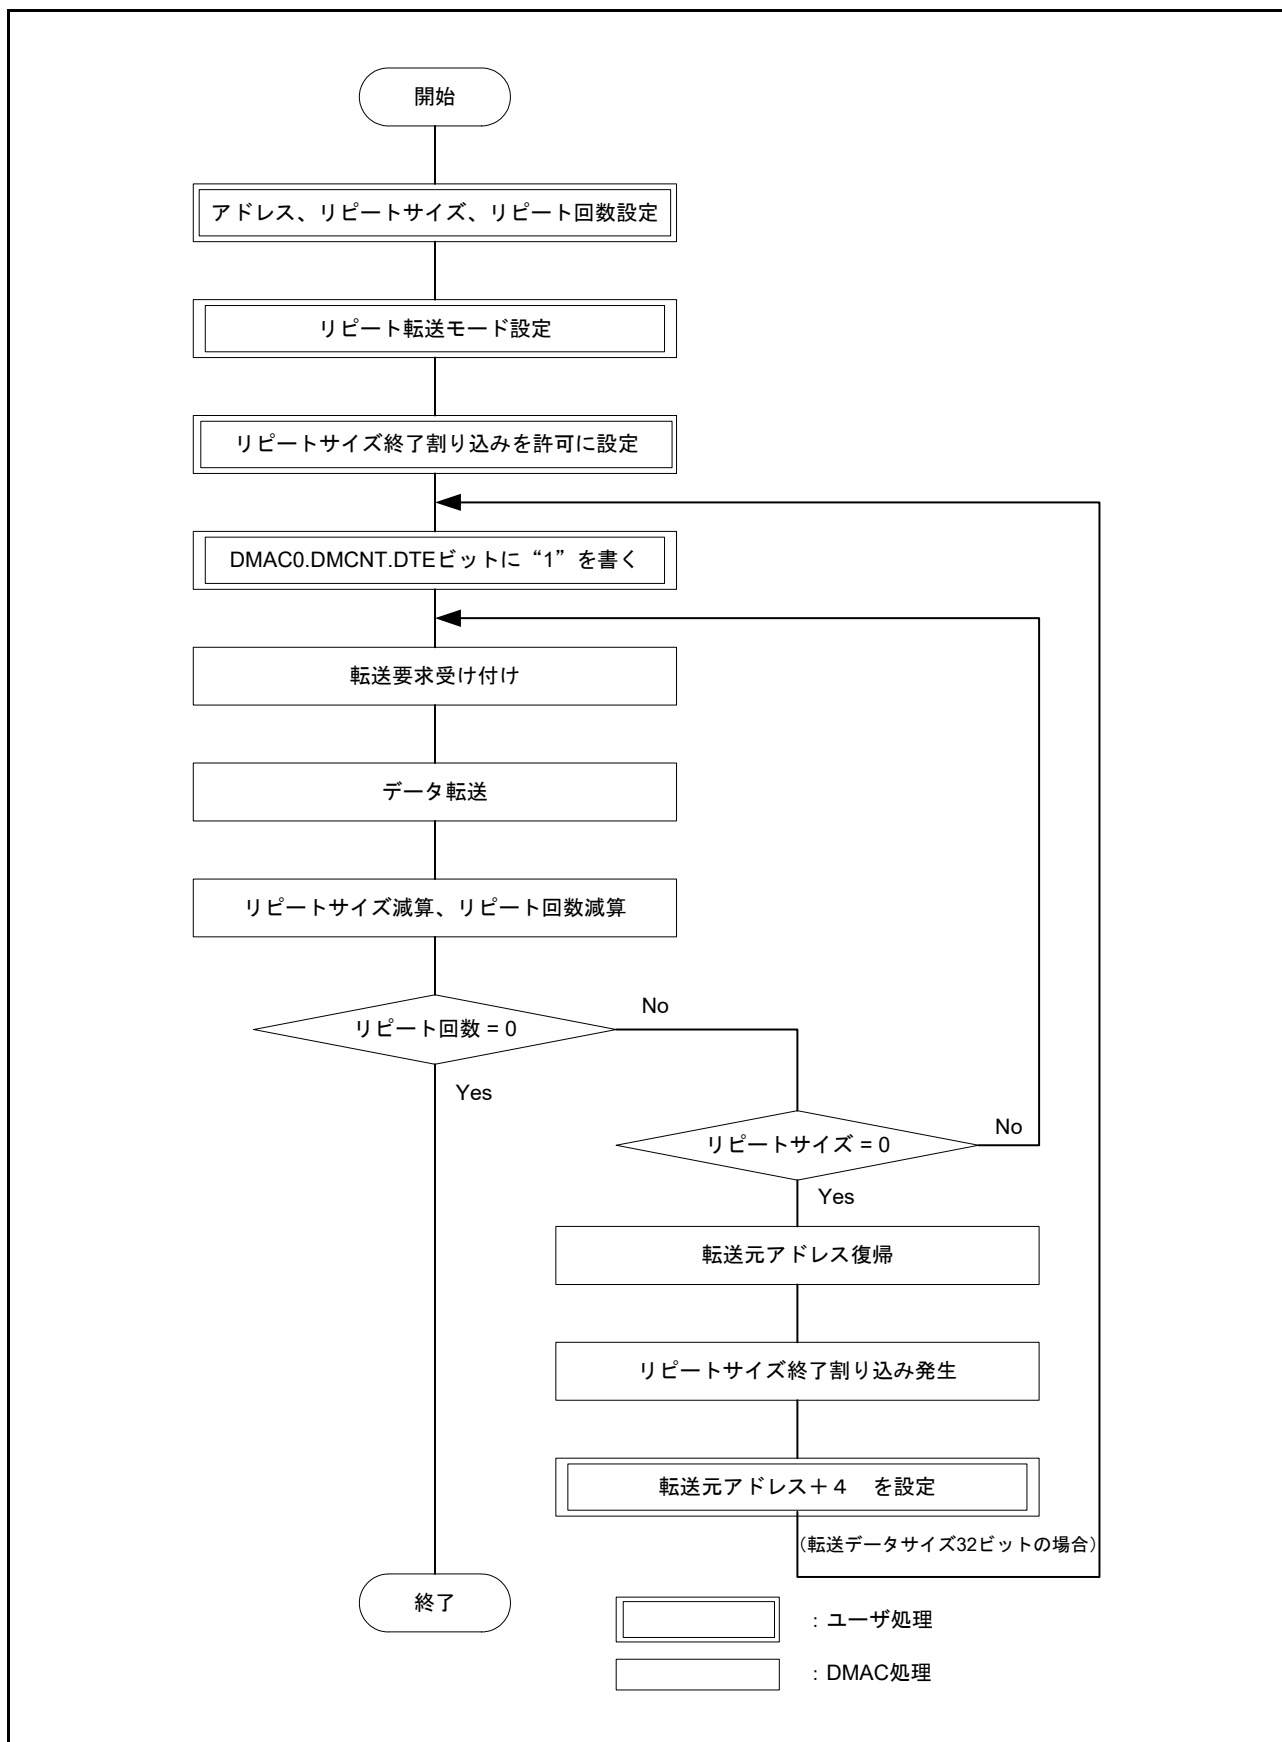 開始
アドレス、リピートサイズ、リピート回数設定
リピート転送モード設定
リピートサイズ終了割り込みを許可に設定
DMAC0.DMCNT.DTEビットに“1”を書く
転送要求受け付け
データ転送
リピートサイズ減算、リピート回数減算
リピート回数 = 0
No
Yes
リピートサイズ = 0
No
Yes
転送元アドレス復帰
リピートサイズ終了割り込み発生
転送元アドレス+4　を設定
(転送データサイズ32ビットの場合)
終了
: ユーザ処理
: DMAC処理